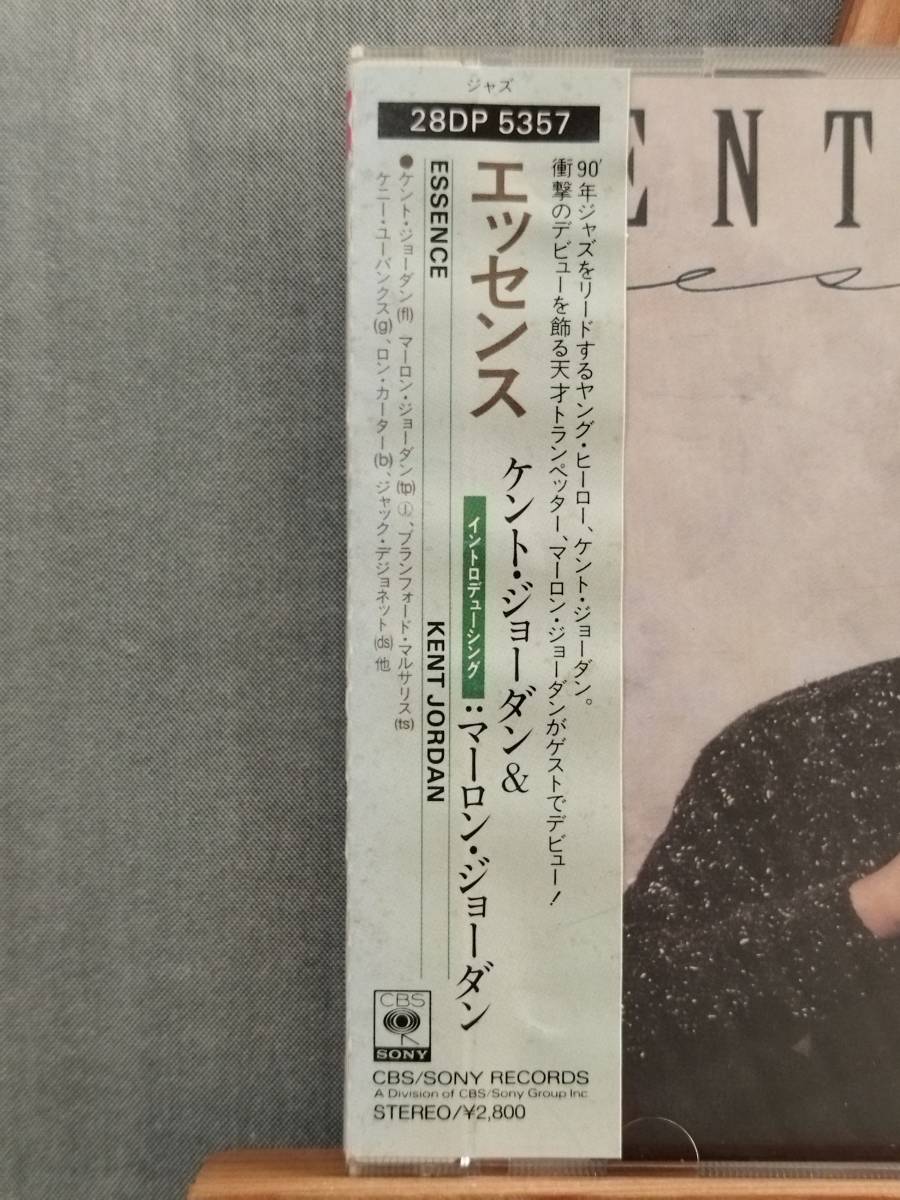 ジャズ
28DP 5357
90'年ジャズをリードするヤング・ヒーロー、ケント・ジョーダン。
衝撃のデビューを飾る天才トランペッター、マーロン・ジョーダンがゲストでデビュー!
エッセンス
ケント・ジョーダン&
イントロデューシング:マーロン・ジョーダン
ESSENCE
KENT JORDAN
●ケント・ジョーダン(fl) マーロン・ジョーダン(tp)①、ブランフォード・マルサリス(ts)
ケニー・ユーバンクス(g)、ロン・カーター(b)、ジャック・デジョネット(ds)他
CBS
SONY
CBS/SONY RECORDS
A Division of CBS/Sony Group Inc
STEREO/¥2,800
ENT
es